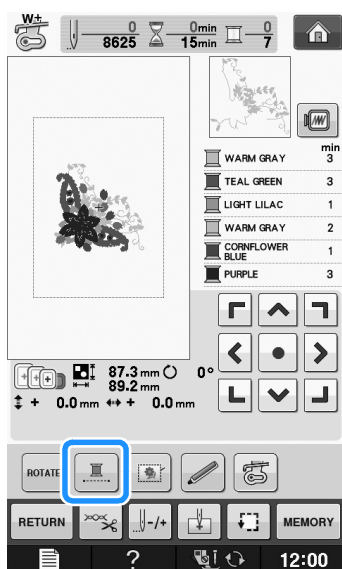 W+
0 0min 0
8625 15min 7
min
WARM GRAY 3
TEAL GREEN 3
LIGHT LILAC 1
WARM GRAY 2
CORNFLOWER
BLUE 1
PURPLE 3
87.3 mm 0°
89.2 mm
+ 0.0 mm + 0.0 mm
ROTATE
RETURN -/+ MEMORY
? 12:00